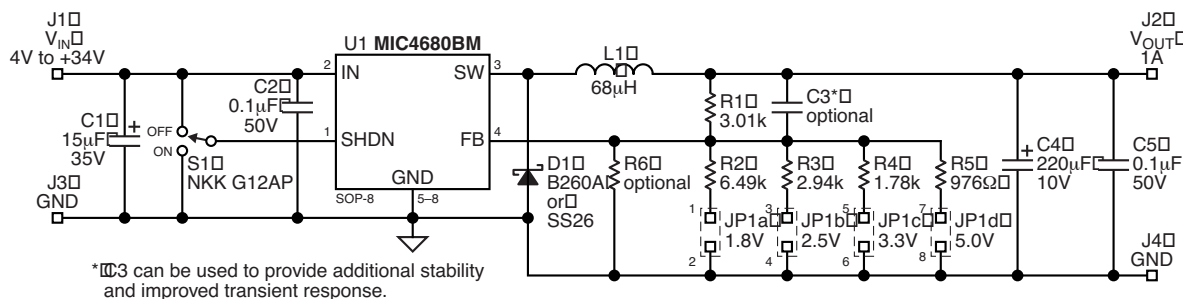 J1
VIN
4V to +34V
C1
15μF
35V
+
J3
GND
OFF
ON
S1
NKK G12AP
C2
0.1μF
50V
U1 MIC4680BM
2
IN
SW
3
1
SHDN
FB
4
GND
SOP-8
5–8
D1
B260A
or
SS26
L1
68μH
R1
3.01k
C3*
optional
R6
optional
R2
6.49k
R3
2.94k
R4
1.78k
R5
976Ω
1
JP1a
1.8V
2
3
JP1b
2.5V
4
5
JP1c
3.3V
6
7
JP1d
5.0V
8
+
C4
220μF
10V
C5
0.1μF
50V
J2
VOUT
1A
J4
GND
*C3 can be used to provide additional stability
and improved transient response.